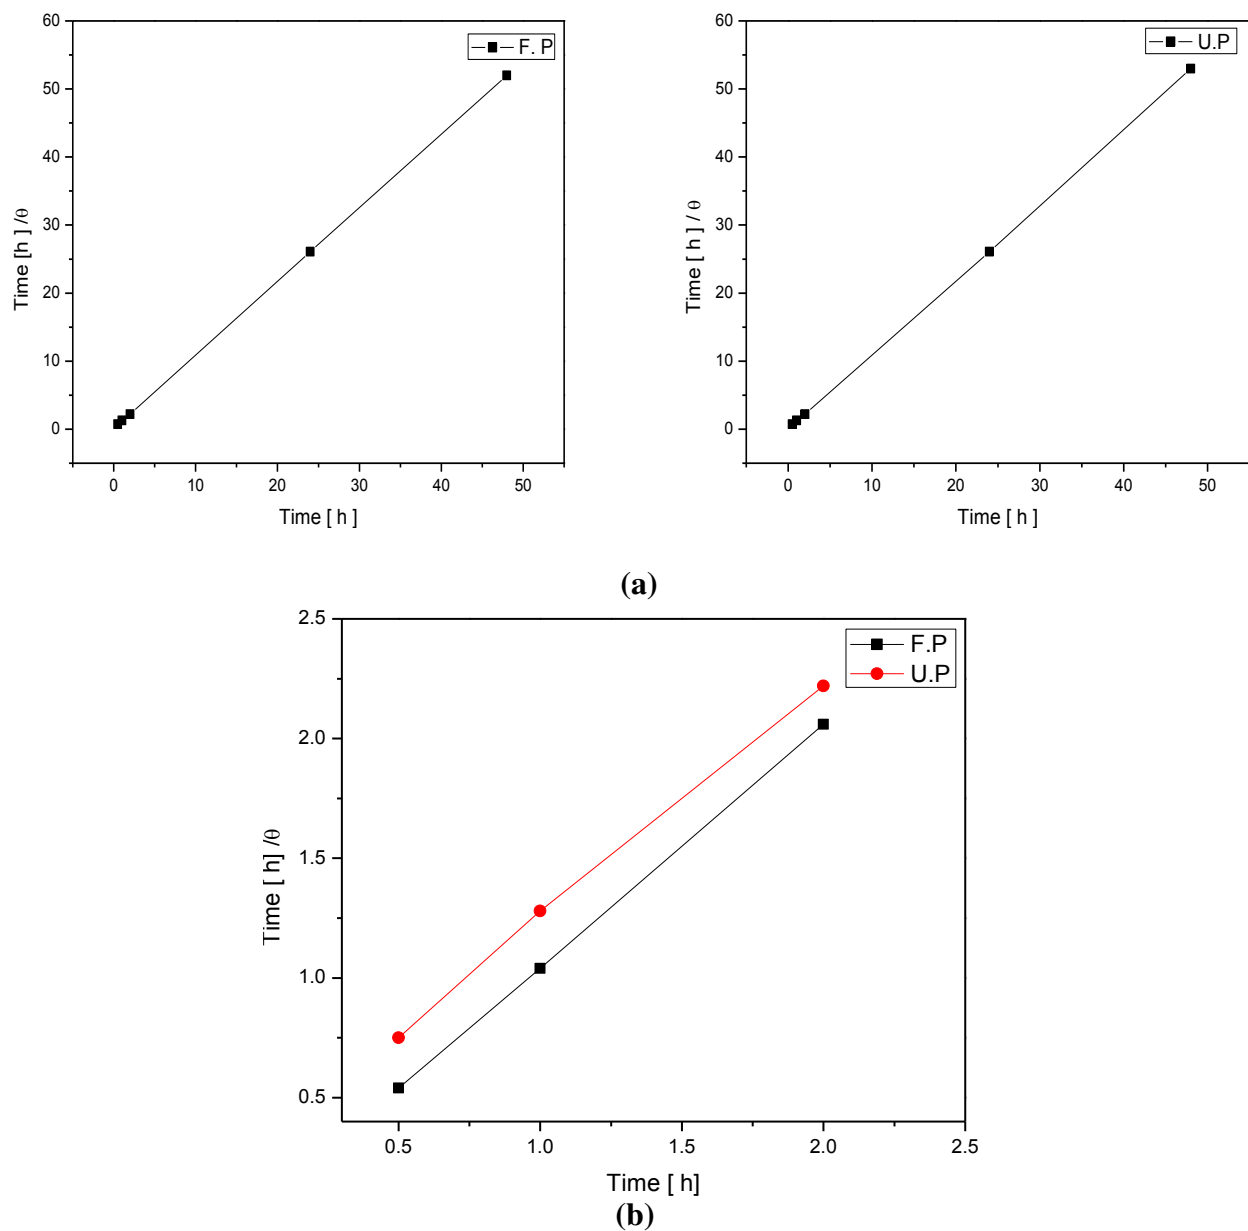 60
50
40
30
20
10
0
Time [h] /θ
F. P
0 10 20 30 40 50
Time [ h ]
60
50
40
30
20
10
0
Time [ h ] / θ
U.P
0 10 20 30 40 50
Time [ h ]
(a)
2.5
2.0
1.5
1.0
0.5
Time [ h] /θ
F.P
U.P
0.5 1.0 1.5 2.0 2.5
Time [ h]
(b)